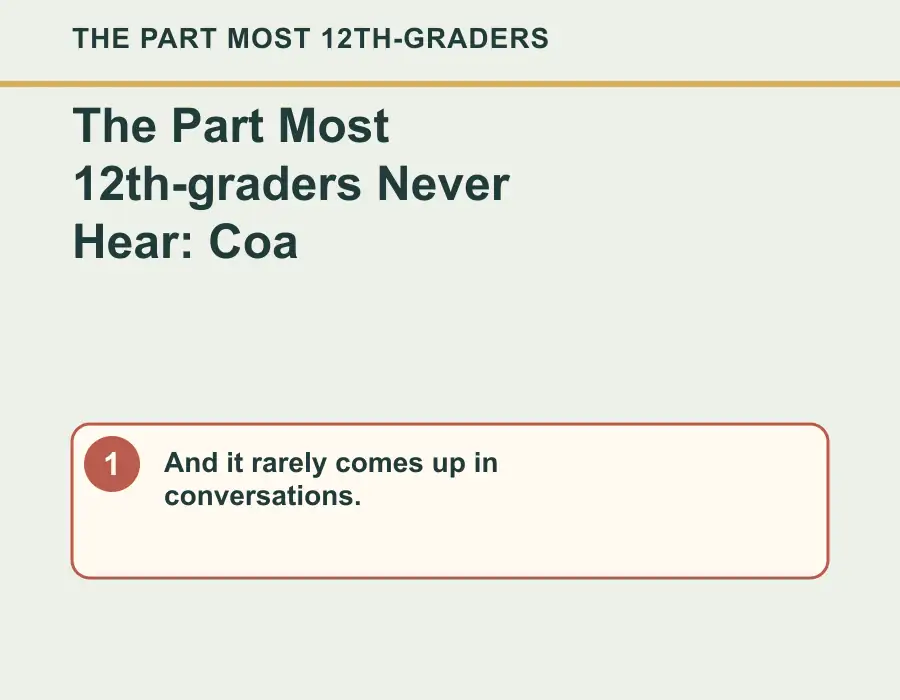 THE PART MOST 12TH-GRADERS
The Part Most
12th-graders Never
Hear: Coa
1
And it rarely comes up in
conversations.